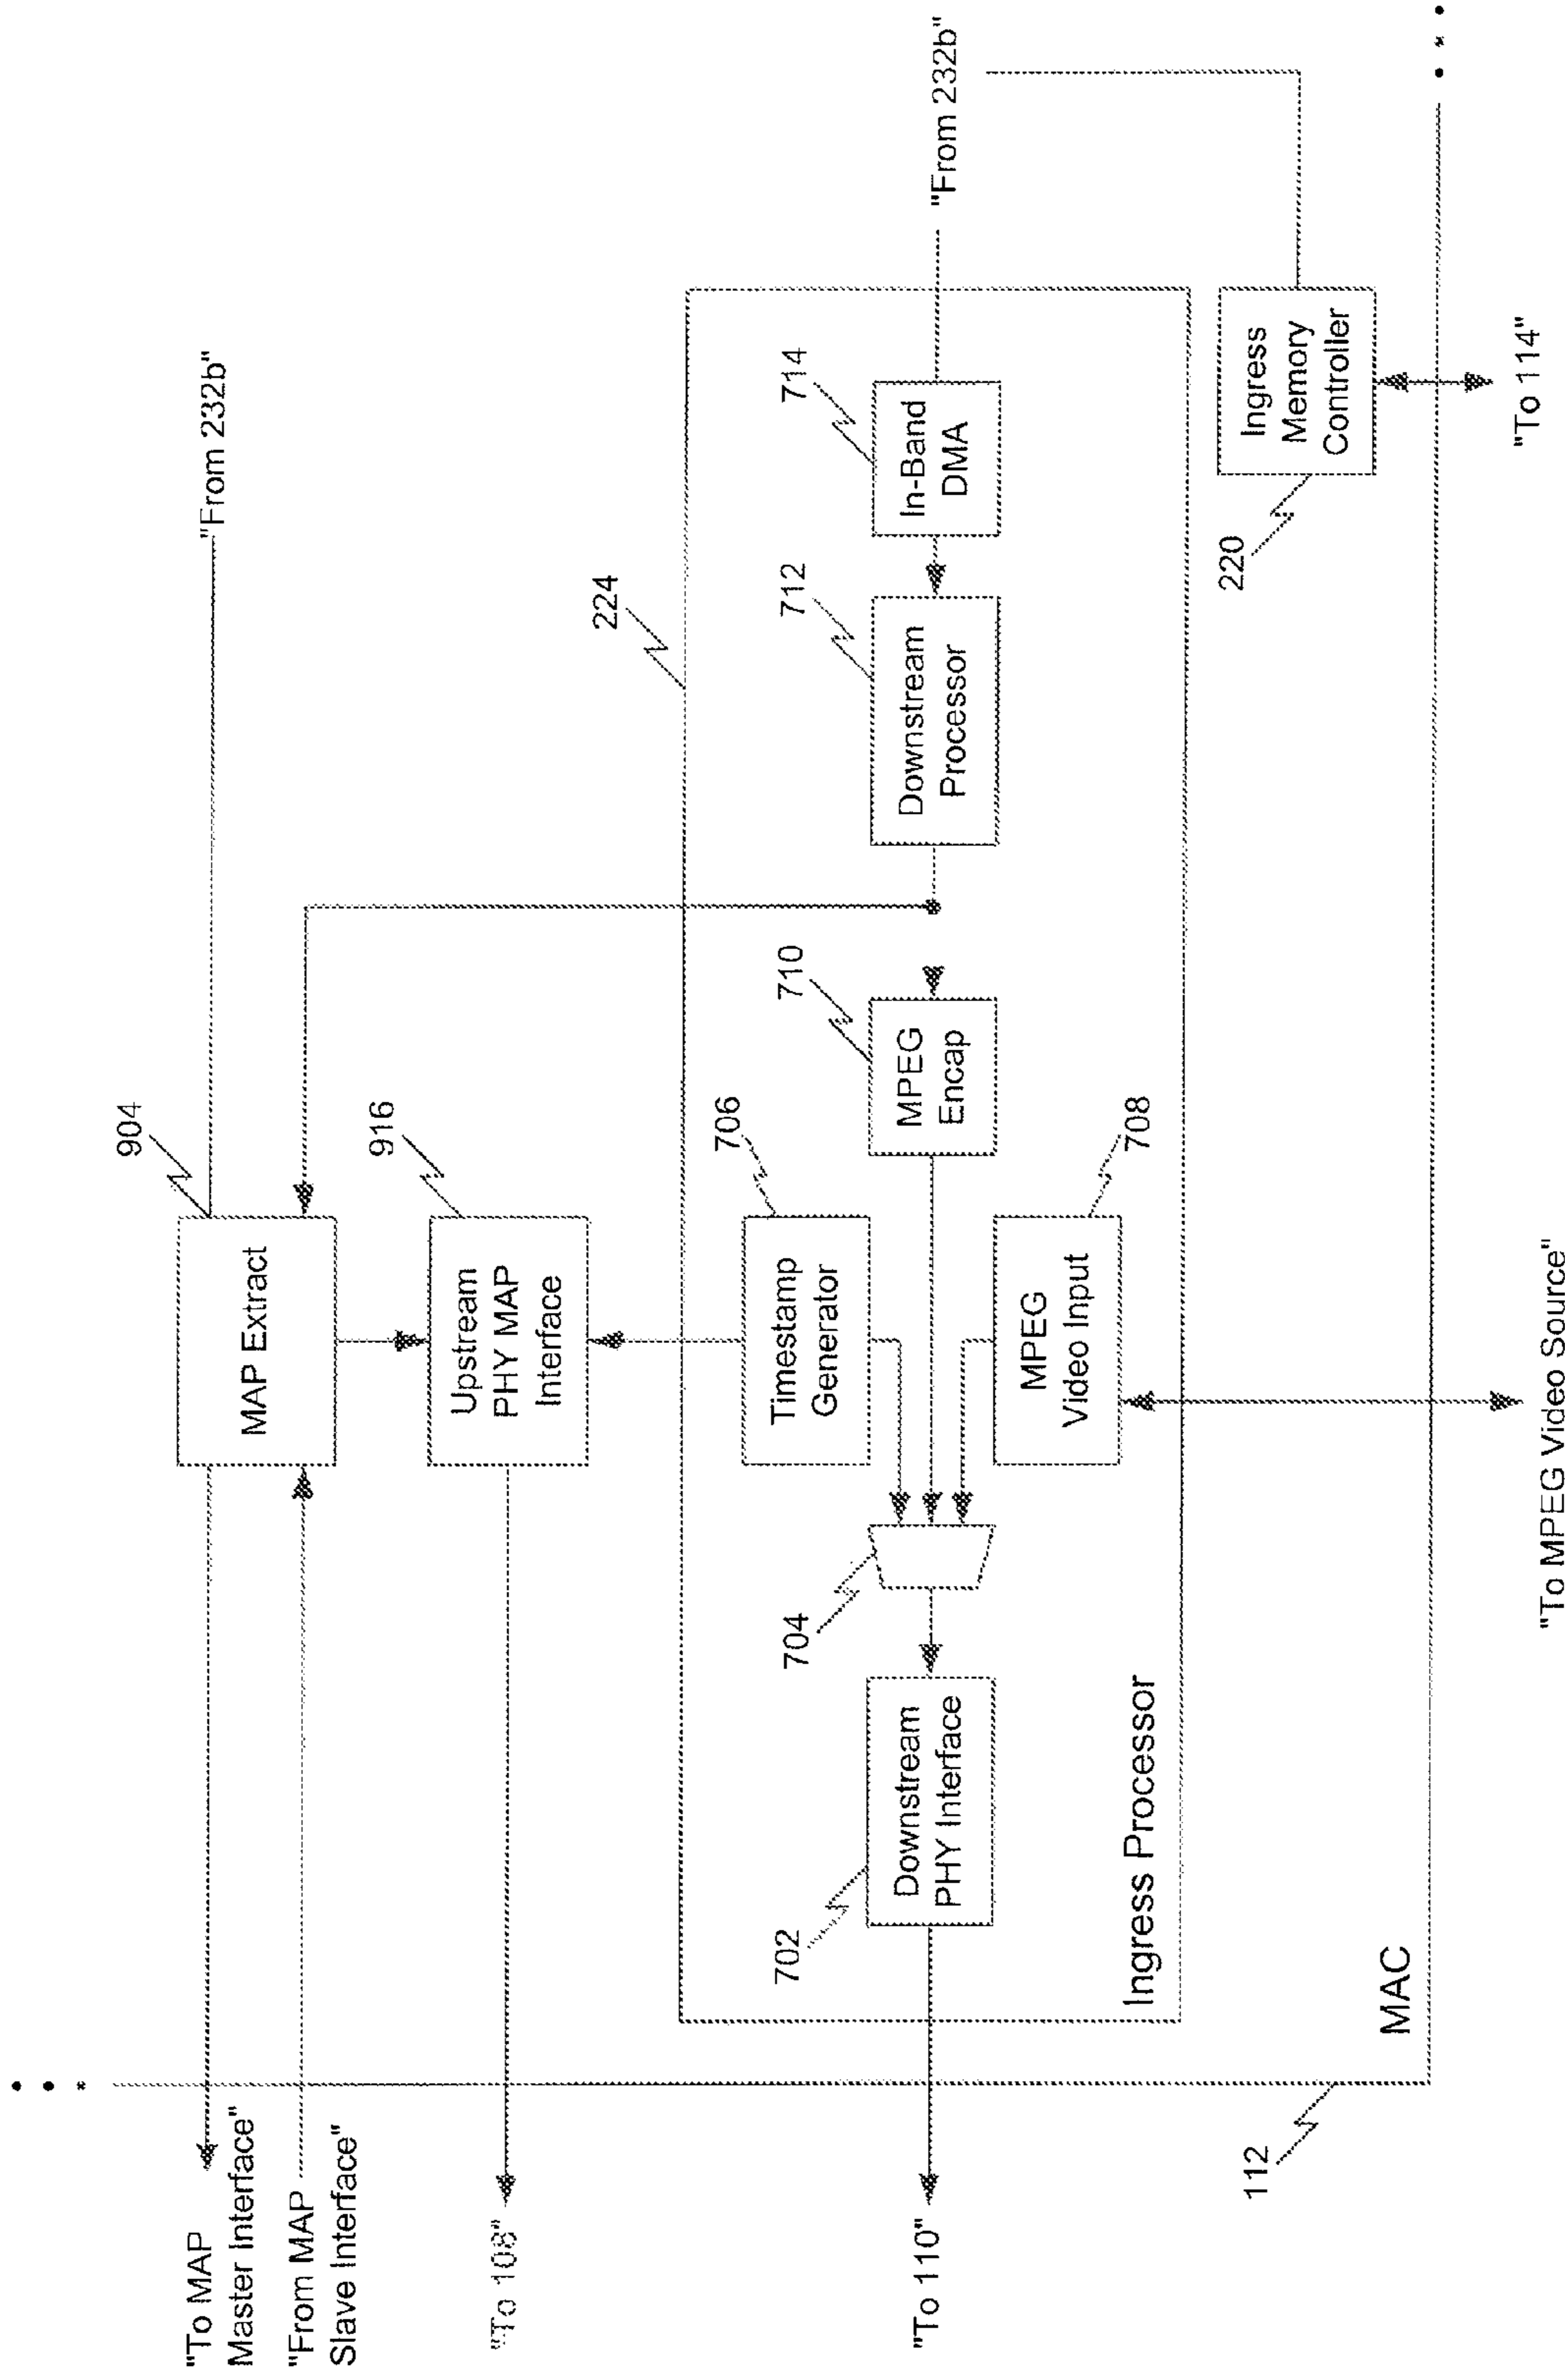 "To MAP
Master Interface"
"From MAP
Slave Interface"
"To 108"
"To 110"
112
904
MAP Extract
"From 232b"
916
Upstream
PHY MAP
Interface
224
706
Timestamp
Generator
702
Downstream
PHY Interface
704
710
MPEG
Encap
712
Downstream
Processor
714
In-Band
DMA
"From 232b"
708
MPEG
Video Input
Ingress Processor
220
Ingress
Memory
Controller
MAC
"To MPEG Video Source"
"To 114"